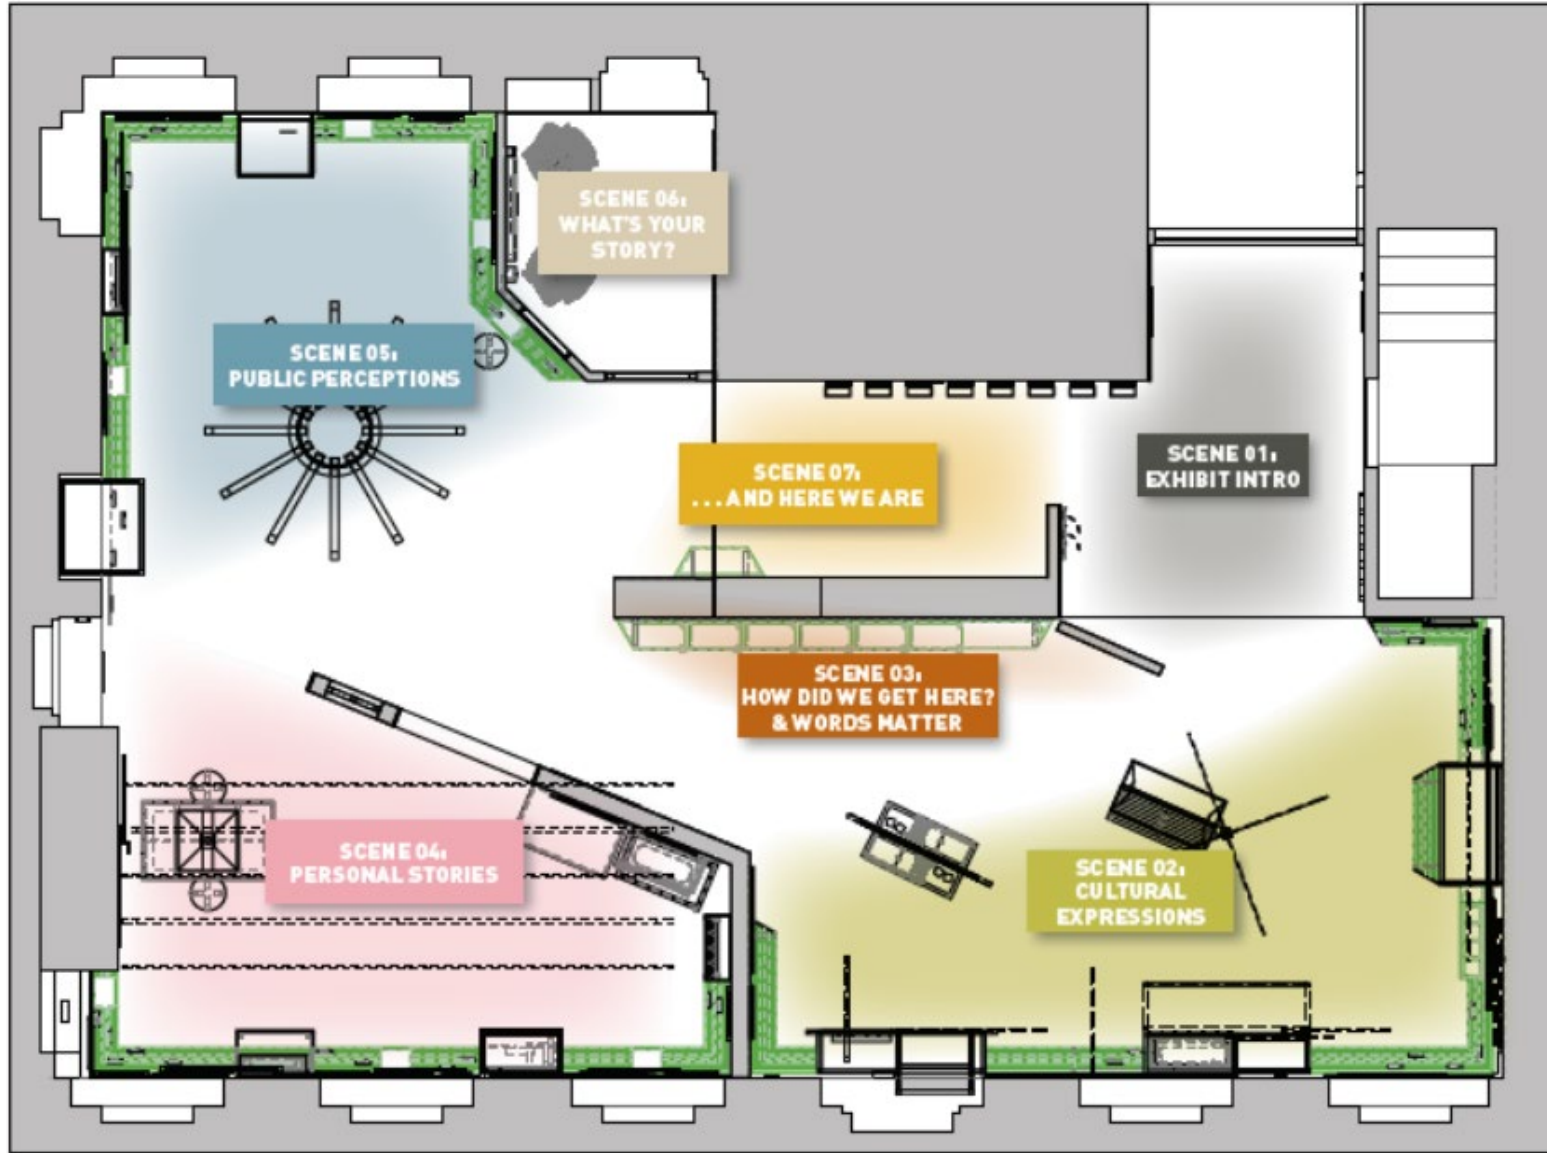 SCENE 06:
WHAT'S YOUR
STORY?
SCENE 05:
PUBLIC PERCEPTIONS
SCENE 07:
...AND HERE WE ARE
SCENE 01:
EXHIBIT INTRO
SCENE 03:
HOW DID WE GET HERE?
& WORDS MATTER
SCENE 04:
PERSONAL STORIES
SCENE 02:
CULTURAL
EXPRESSIONS